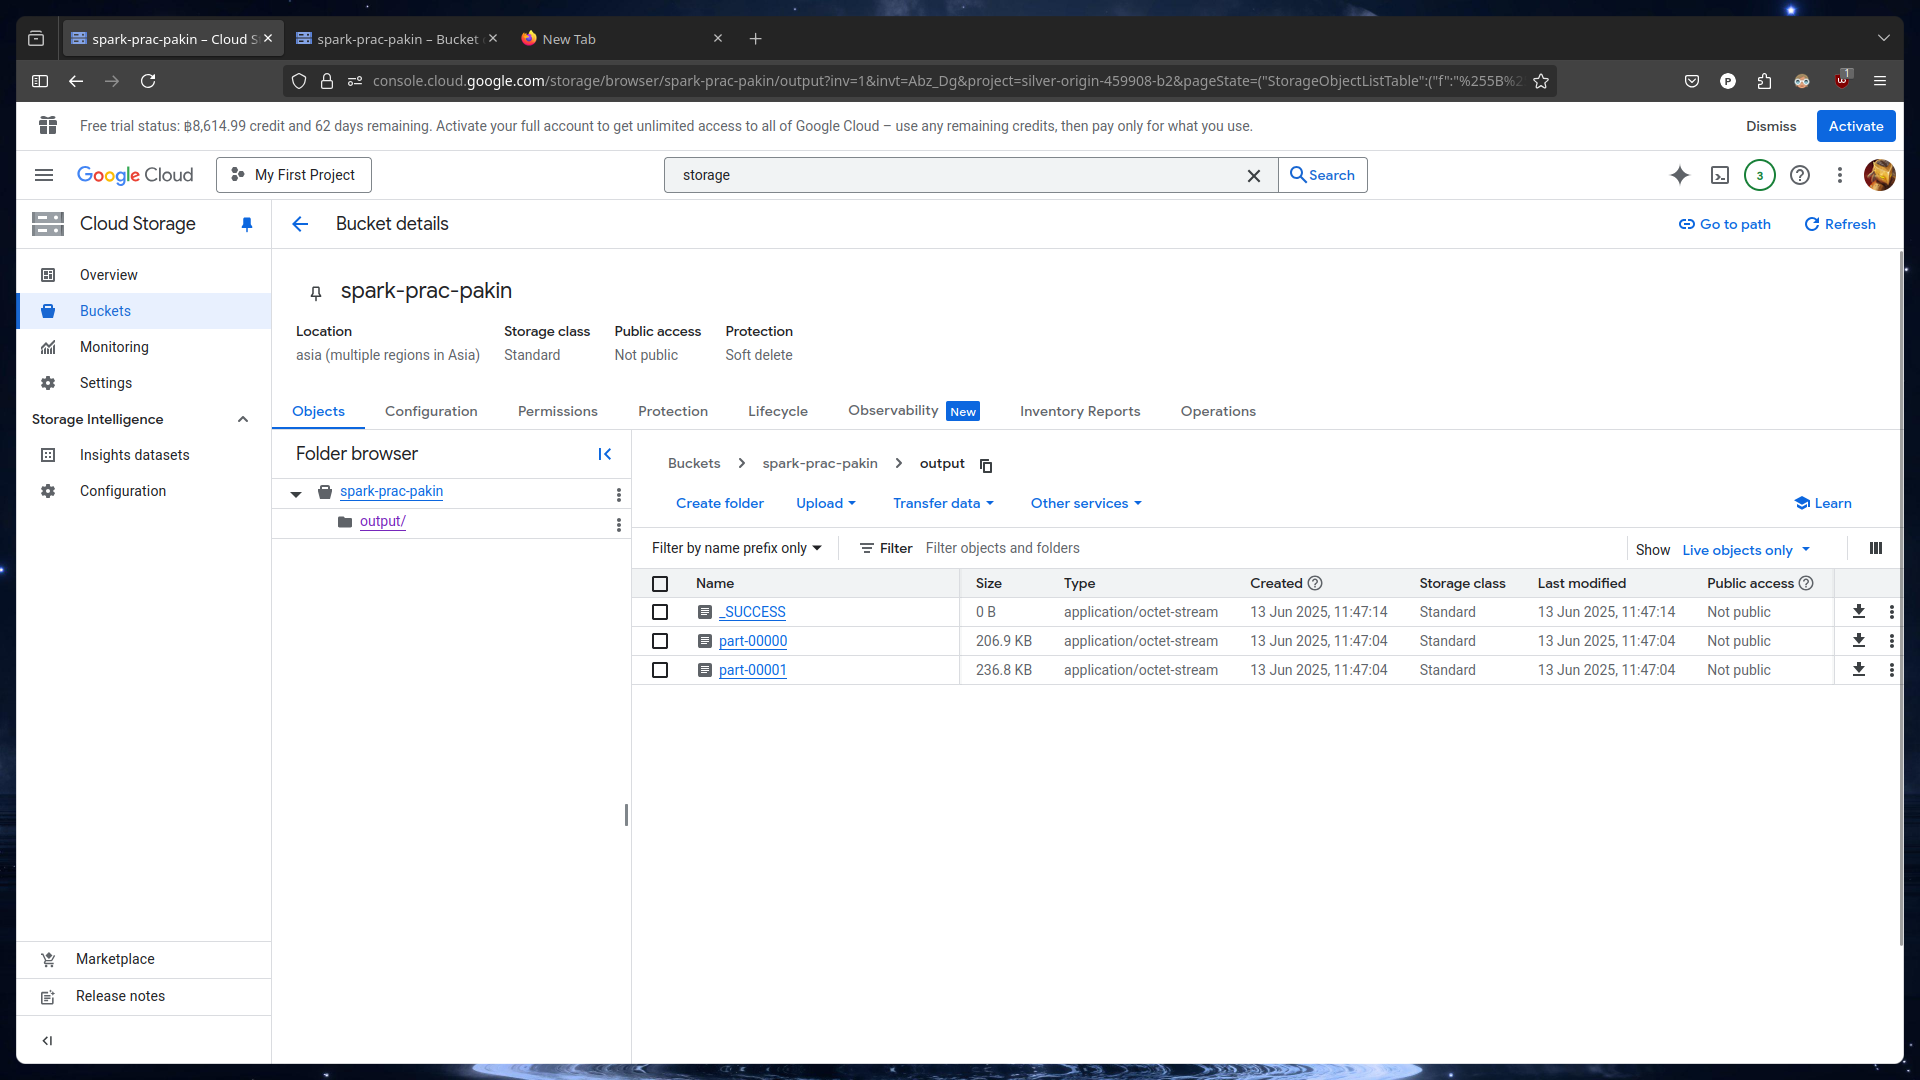 spark-prac-pakin – Cloud S
spark-prac-pakin – Bucket
New Tab
console.cloud.google.com/storage/browser/spark-prac-pakin/output?inv=1&invt=Abz_Dg&project=silver-origin-459908-b2&pageState=("StorageObjectListTable":("f":"%255B%2
P
1
Free trial status: ฿8,614.99 credit and 62 days remaining. Activate your full account to get unlimited access to all of Google Cloud – use any remaining credits, then pay only for what you use.
Dismiss
Activate
Google Cloud
My First Project
storage
Search
3
Cloud Storage
Bucket details
Go to path
Refresh
Overview
Buckets
Monitoring
Settings
Storage Intelligence
Insights datasets
Configuration
Marketplace
Release notes
spark-prac-pakin
Location Storage class Public access Protection
asia (multiple regions in Asia) Standard Not public Soft delete
Objects Configuration Permissions Protection Lifecycle Observability New Inventory Reports Operations
Folder browser
spark-prac-pakin
output/
Buckets > spark-prac-pakin > output
Create folder Upload Transfer data Other services Learn
Filter by name prefix only Filter Filter objects and folders Show Live objects only
Name Size Type Created Storage class Last modified Public access
_SUCCESS 0 B application/octet-stream 13 Jun 2025, 11:47:14 Standard 13 Jun 2025, 11:47:14 Not public
part-00000 206.9 KB application/octet-stream 13 Jun 2025, 11:47:04 Standard 13 Jun 2025, 11:47:04 Not public
part-00001 236.8 KB application/octet-stream 13 Jun 2025, 11:47:04 Standard 13 Jun 2025, 11:47:04 Not public